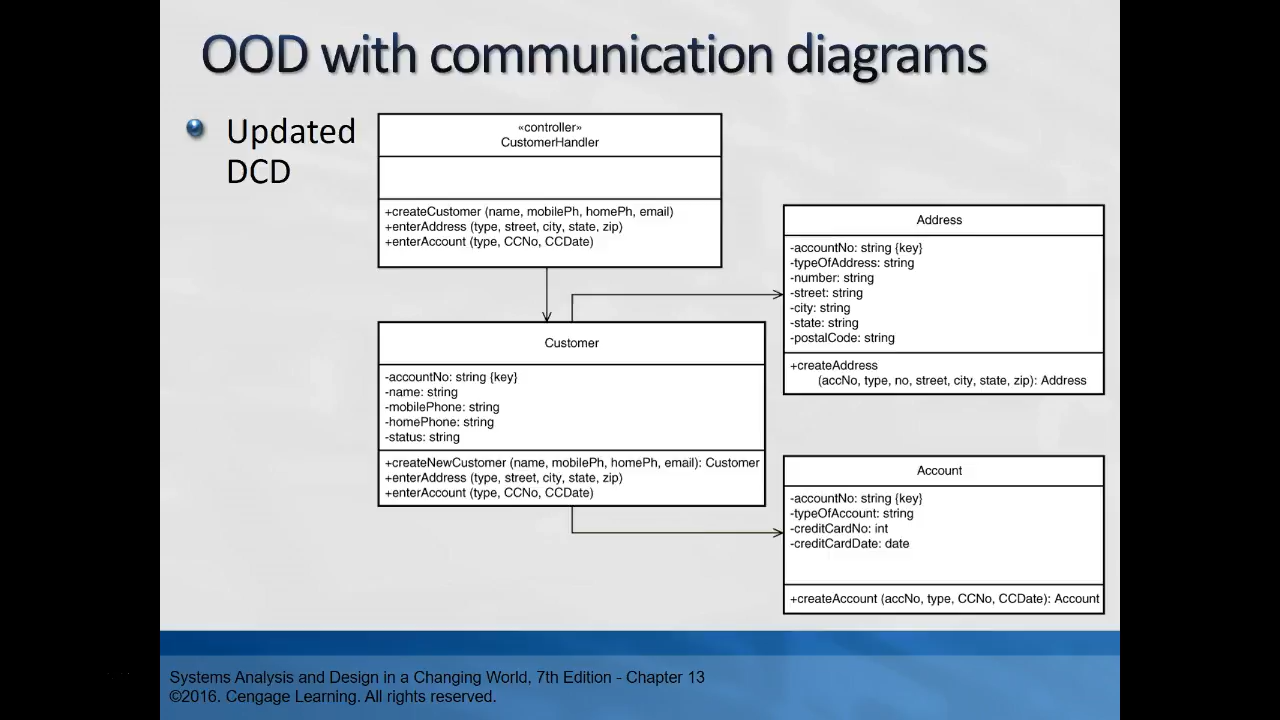 OOD with communication diagrams
Updated
DCD
«controller»
CustomerHandler
+createCustomer (name, mobilePh, homePh, email)
+enterAddress (type, street, city, state, zip)
+enterAccount (type, CCNo, CCDate)
Address
-accountNo: string {key}
-typeOfAddress: string
-number: string
-street: string
-city: string
-state: string
-postalCode: string
+createAddress
(accNo, type, no, street, city, state, zip): Address
Customer
-accountNo: string {key}
-name: string
-mobilePhone: string
-homePhone: string
-status: string
+createNewCustomer (name, mobilePh, homePh, email): Customer
+enterAddress (type, street, city, state, zip)
+enterAccount (type, CCNo, CCDate)
Account
-accountNo: string {key}
-typeOfAccount: string
-creditCardNo: int
-creditCardDate: date
+createAccount (accNo, type, CCNo, CCDate): Account
Systems Analysis and Design in a Changing World, 7th Edition - Chapter 13
©2016. Cengage Learning. All rights reserved.